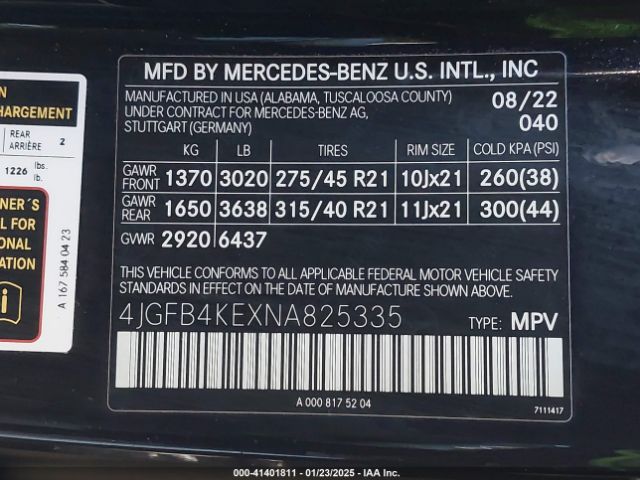 N
CHARGEMENT
REAR
ARRIÈRE 2
1226 lbs.
lb.
NER´S
L FOR
ONAL
ATION
A 167 584 04 23
MFD BY MERCEDES-BENZ U.S. INTL., INC
MANUFACTURED IN USA (ALABAMA, TUSCALOOSA COUNTY) 08/22
UNDER CONTRACT FOR MERCEDES-BENZ AG, 040
STUTTGART (GERMANY)
KG LB TIRES RIM SIZE COLD KPA (PSI)
GAWR
FRONT 1370 3020 275/45 R21 10Jx21 260(38)
GAWR
REAR 1650 3638 315/40 R21 11Jx21 300(44)
GVWR 2920 6437
THIS VEHICLE CONFORMS TO ALL APPLICABLE FEDERAL MOTOR VEHICLE SAFETY
STANDARDS IN EFFECT ON THE DATE OF MANUFACTURE SHOWN ABOVE.
4JGFB4KEXNA825335 TYPE: MPV
A 000 817 52 04
7111417
000-41401811 - 01/23/2025 - IAA Inc.